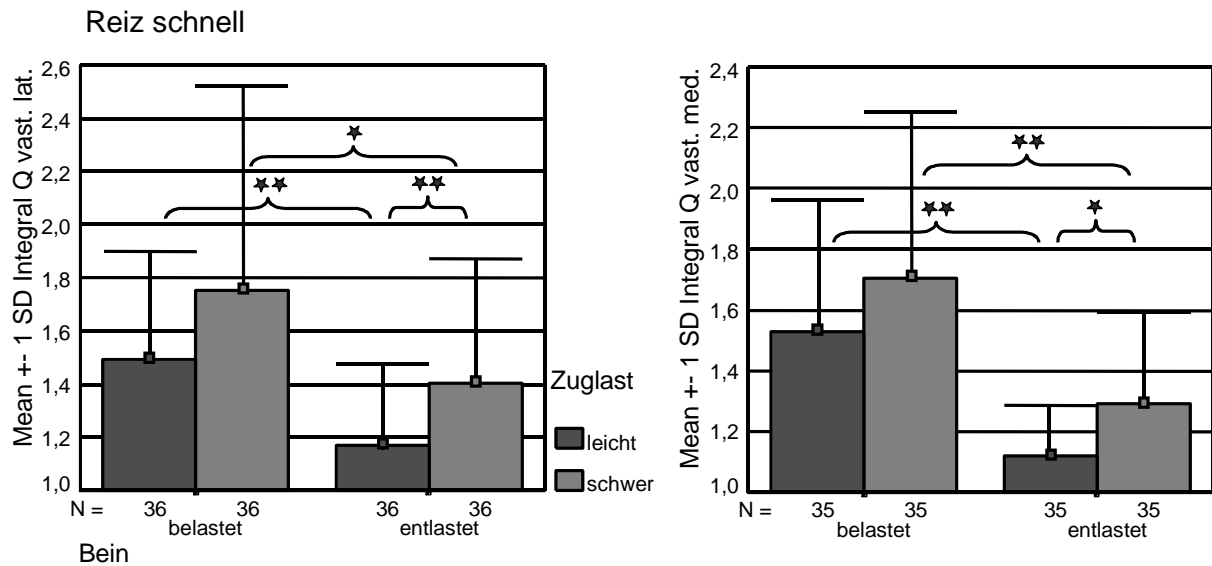 Reiz schnell
Mean +- 1 SD Integral Q vast. lat.
2,6
2,4
2,2
2,0
1,8
1,6
1,4
1,2
1,0
N = 36 36 36 36
belastet entlastet
Bein
Zuglast
leicht
schwer
Mean +- 1 SD Integral Q vast. med.
2,4
2,2
2,0
1,8
1,6
1,4
1,2
1,0
N = 35 35 35 35
belastet entlastet